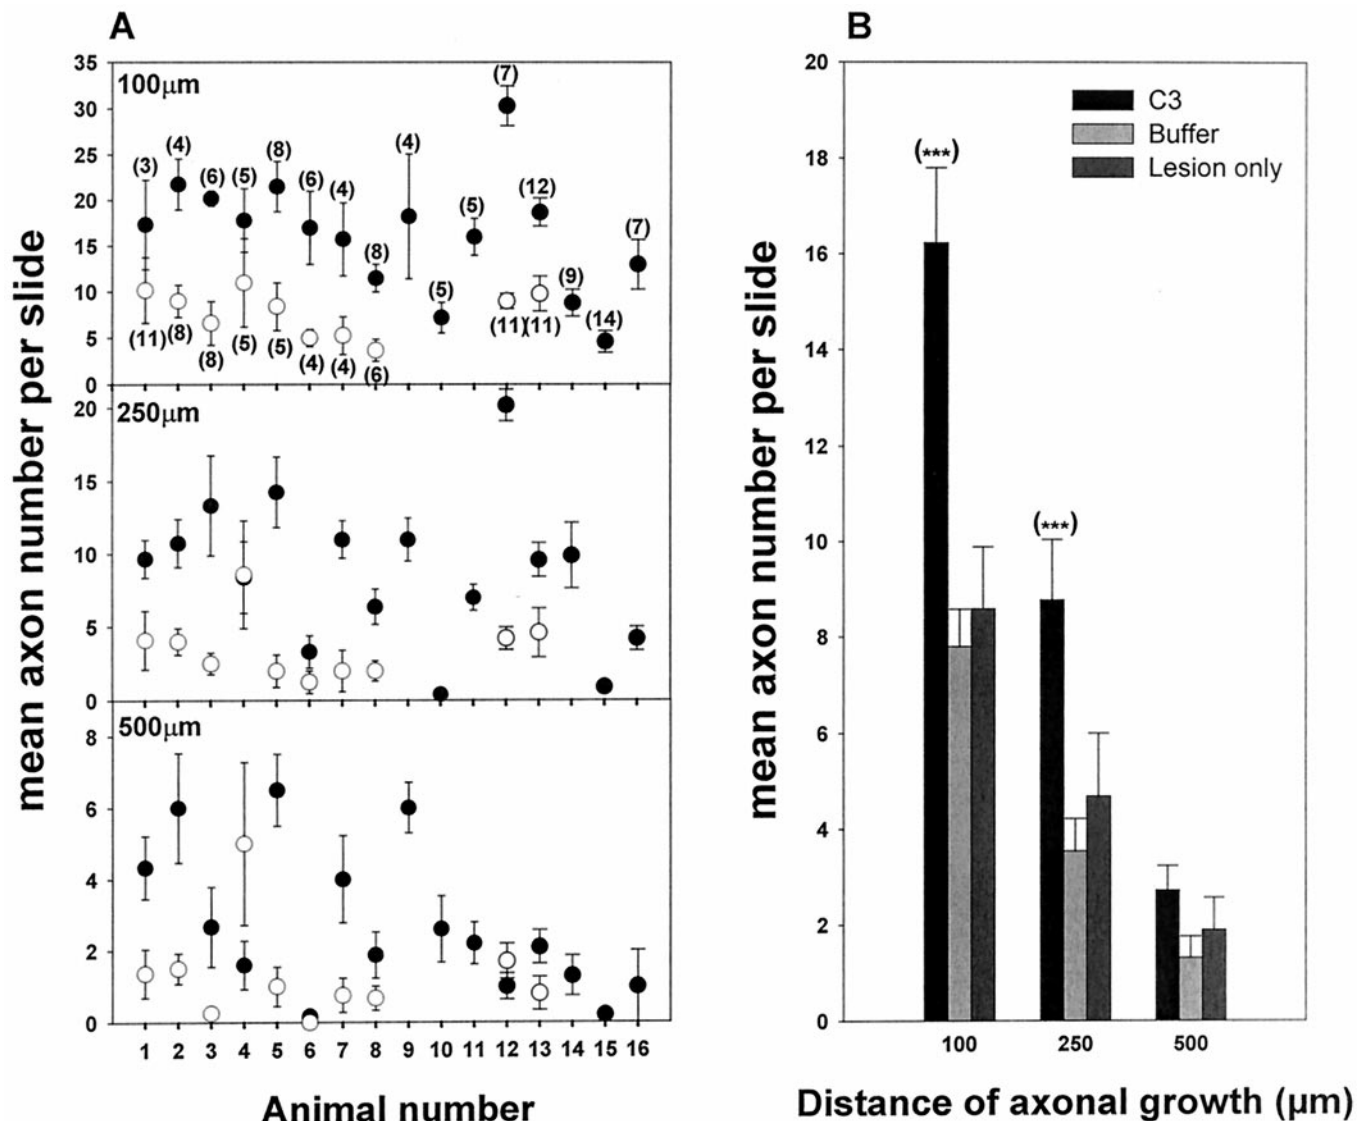 A
mean axon number per slide
35
30
25
20
15
10
5
0
100μm
(3) (4) (6) (5) (8) (6) (4) (8) (4) (5) (5) (7) (12) (9) (14) (7)
(11) (8) (8) (5) (5) (4) (4) (6) (11) (11)
20
15
10
5
0
250μm
8
6
4
2
0
500μm
1 2 3 4 5 6 7 8 9 10 11 12 13 14 15 16
Animal number
B
mean axon number per slide
20
18
16
14
12
10
8
6
4
2
0
C3
Buffer
Lesion only
(***)
(***)
100 250 500
Distance of axonal growth (μm)